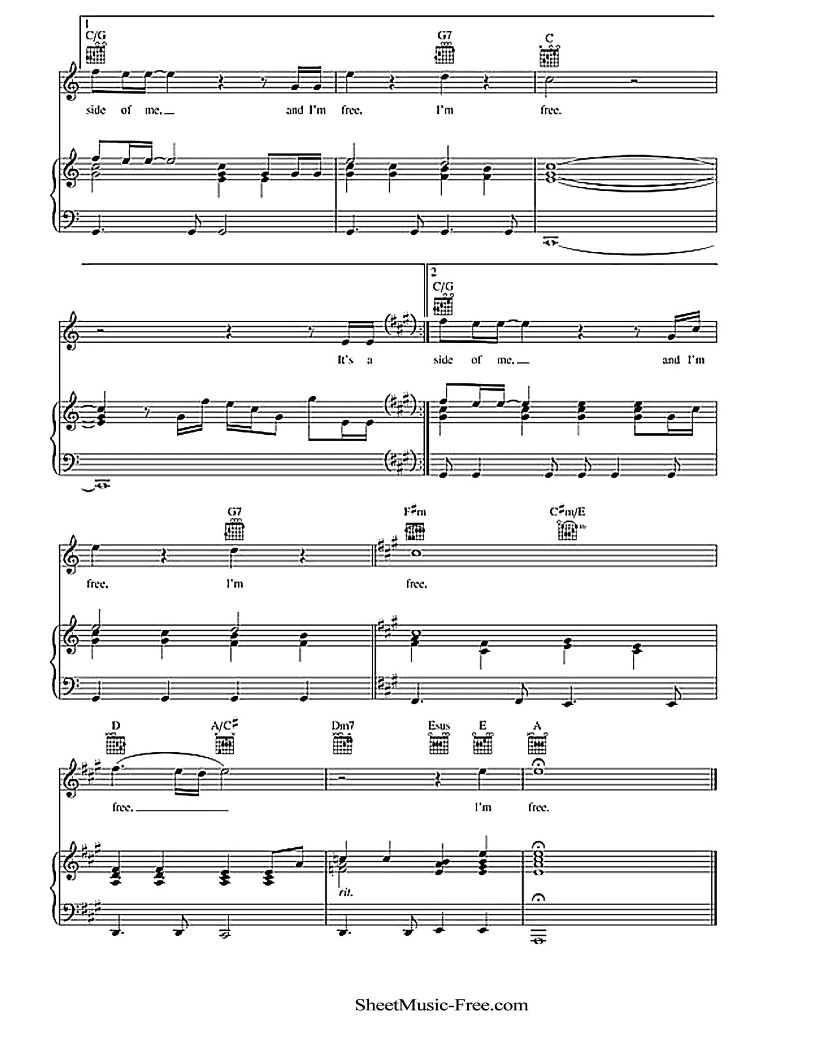 1
C/G G7 C
side of me, and I'm free, I'm free.
2
C/G
It's a side of me, and I'm
G7 F♯m C♯m/E
free, I'm free.
D A/C♯ Dm7 Esus E A
free, I'm free.
rit.
SheetMusic-Free.com